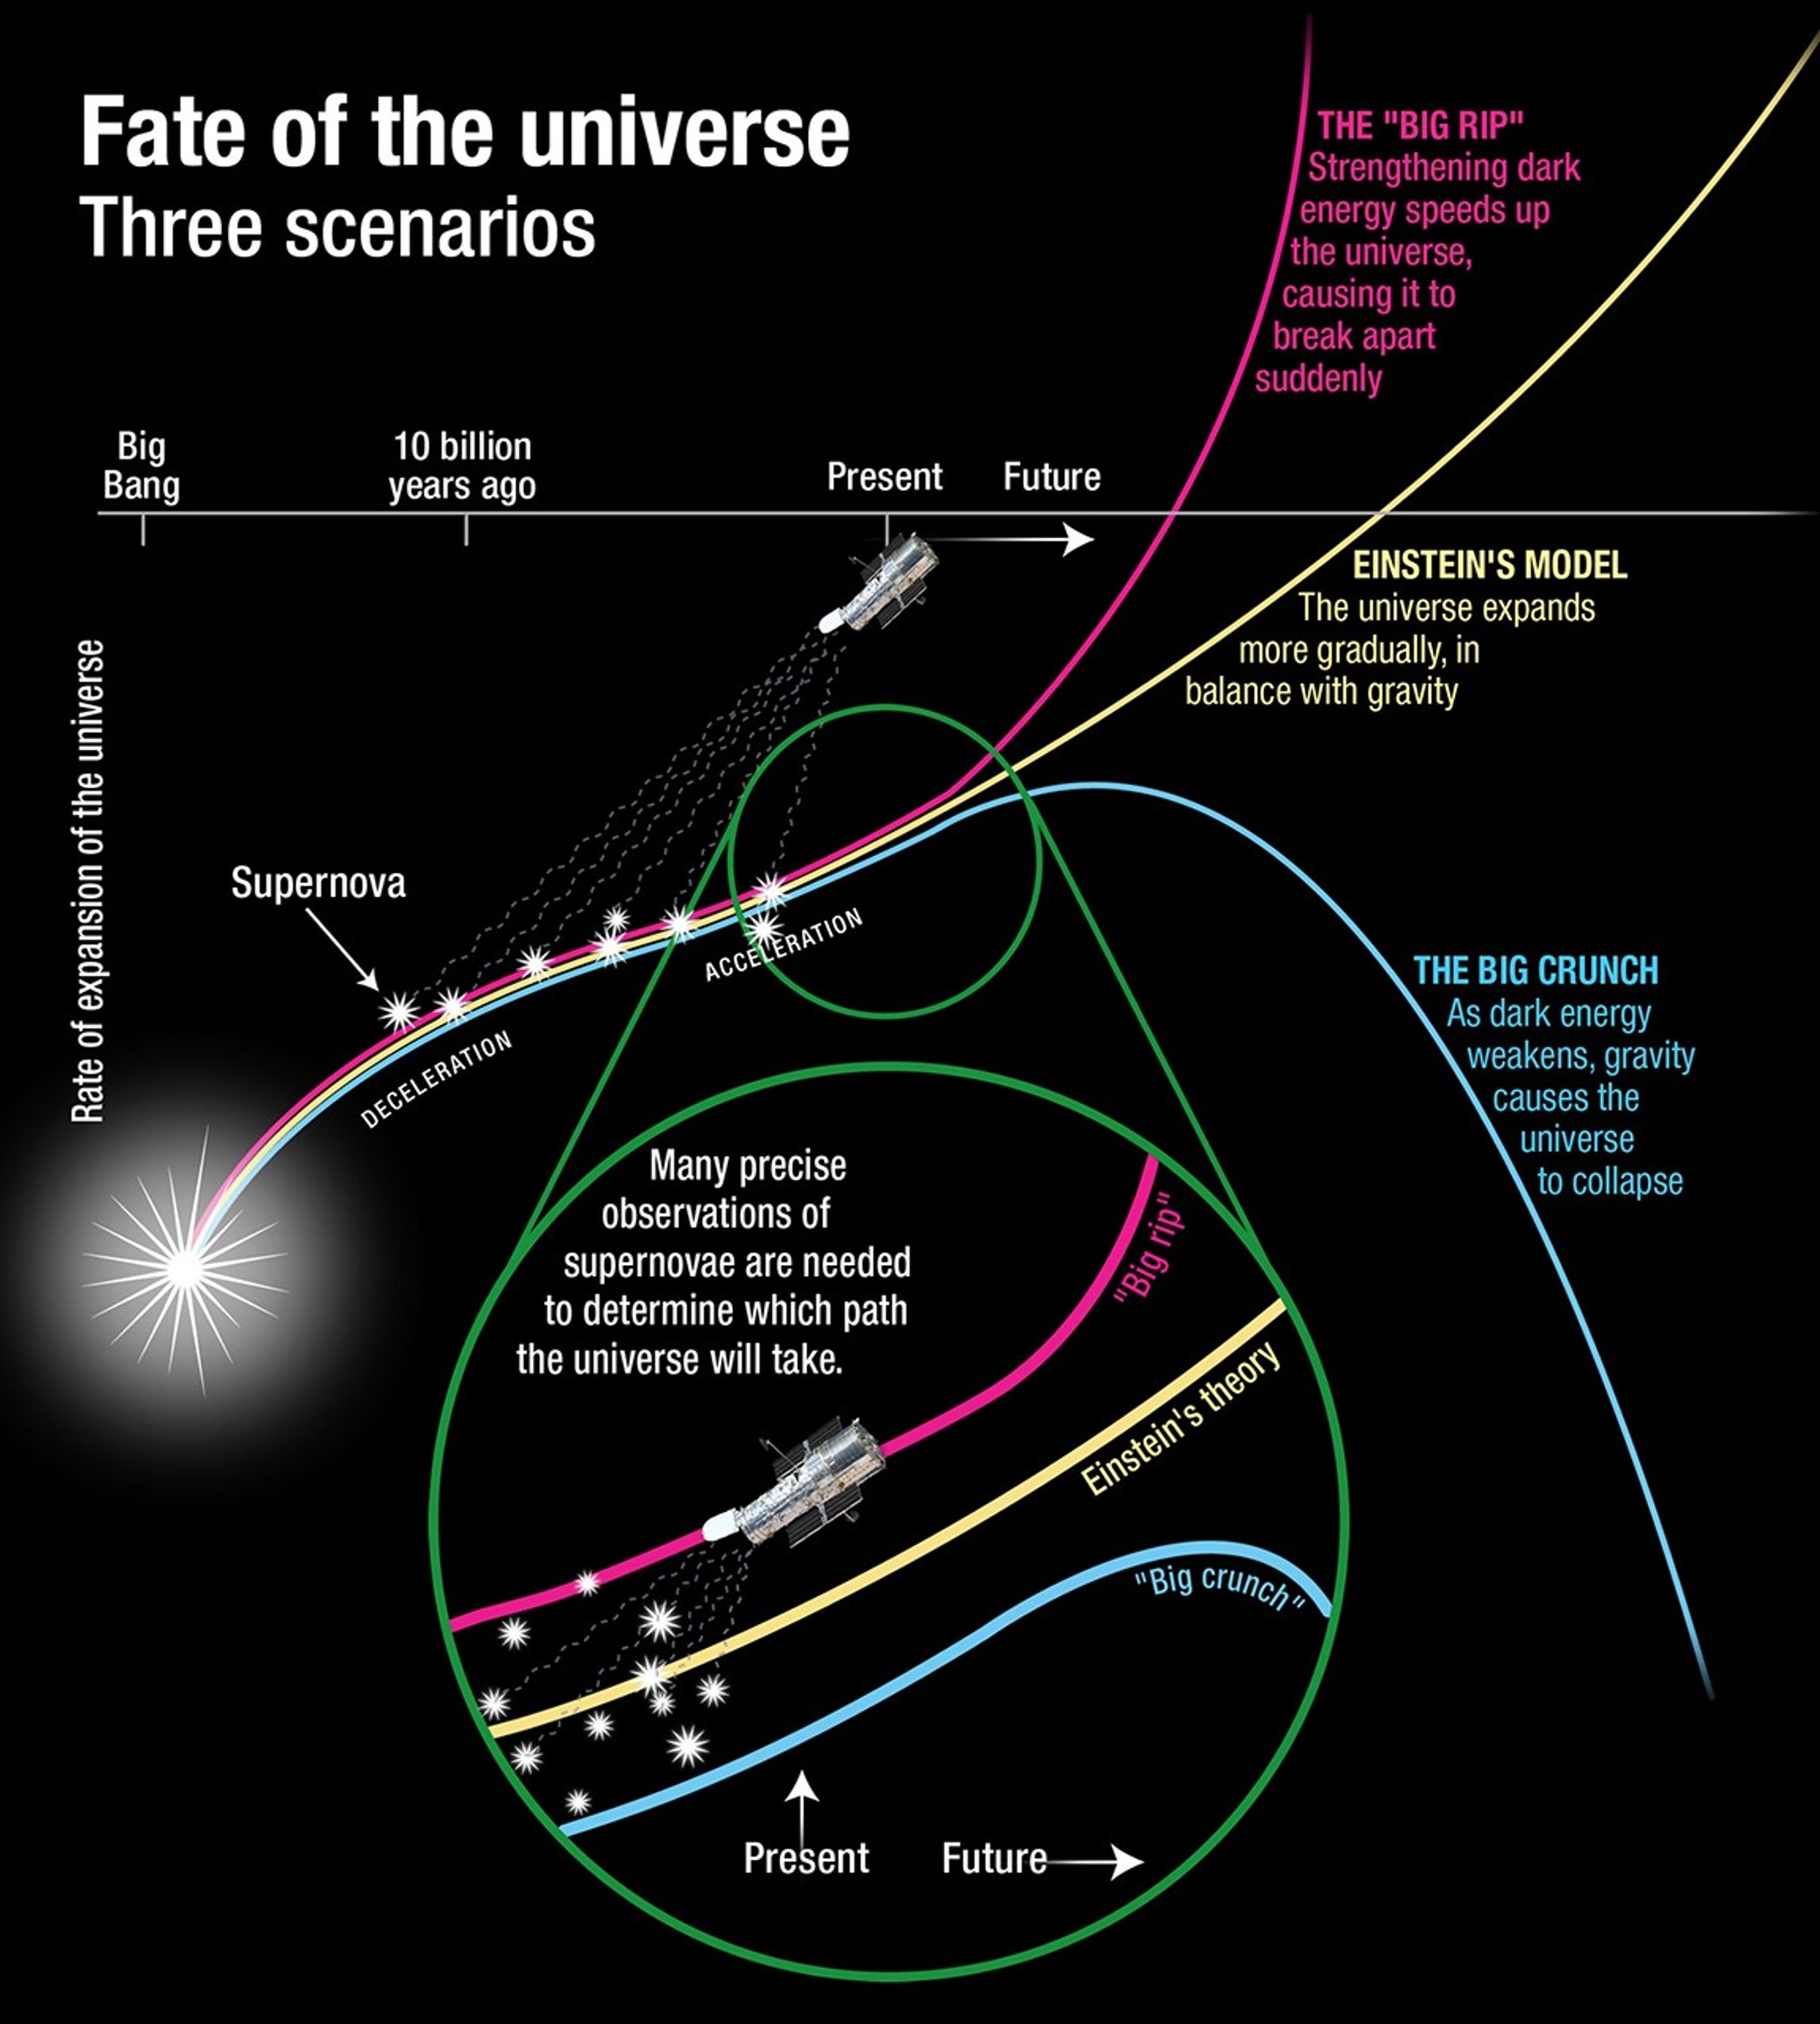 Fate of the universe
Three scenarios
THE "BIG RIP"
Strengthening dark
energy speeds up
the universe,
causing it to
break apart
suddenly
Big
Bang
10 billion
years ago
Present
Future
EINSTEIN'S MODEL
The universe expands
more gradually, in
balance with gravity
Rate of expansion of the universe
Supernova
ACCELERATION
DECELERATION
THE BIG CRUNCH
As dark energy
weakens, gravity
causes the
universe
to collapse
Many precise
observations of
supernovae are needed
to determine which path
the universe will take.
"Big rip"
Einstein's theory
"Big crunch"
Present
Future